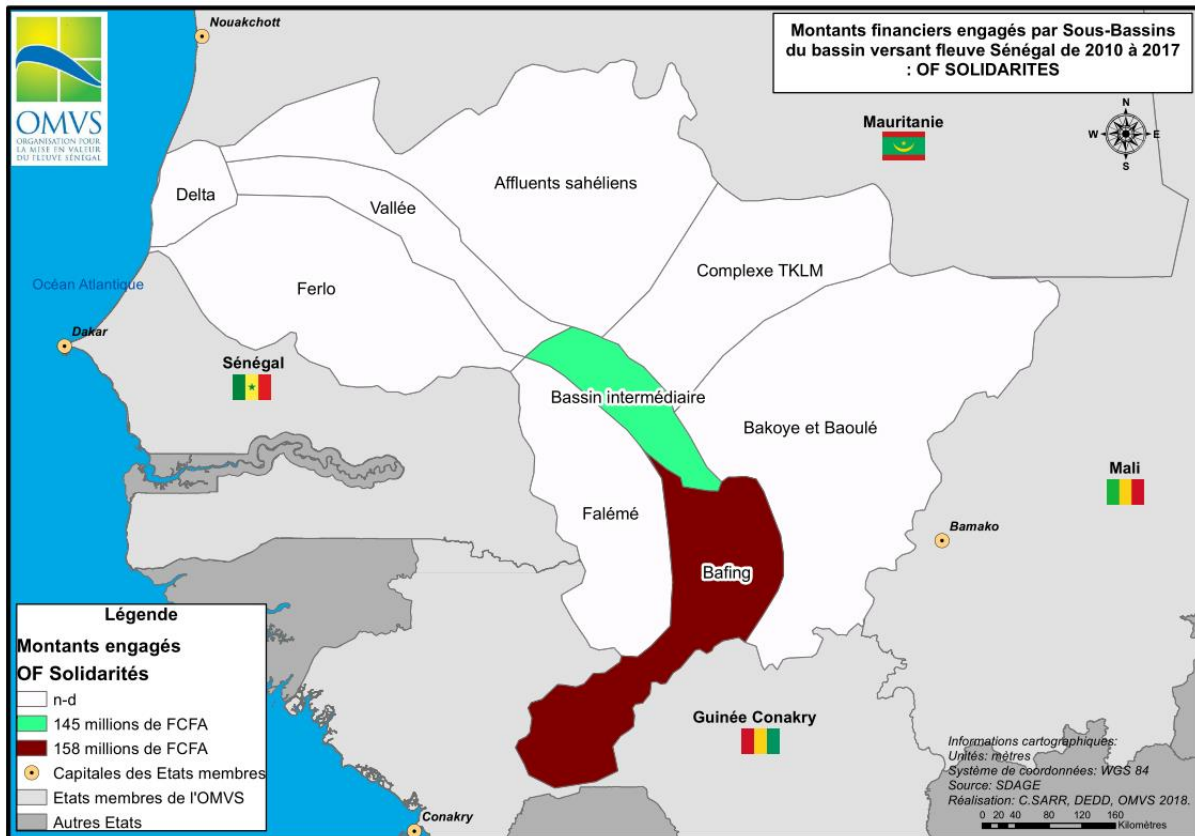 OMVS
ORGANISATION POUR
LA MISE EN VALEUR
DU FLEUVE SÉNÉGAL
Nouakchott
Montants financiers engagés par Sous-Bassins
du bassin versant fleuve Sénégal de 2010 à 2017
: OF SOLIDARITES
Mauritanie
N
W
E
S
Delta
Vallée
Affluents sahéliens
Complexe TKLM
Ferlo
Océan Atlantique
Dakar
Sénégal
Bassin intermédiaire
Bakoye et Baoulé
Mali
Falémé
Bamako
Bafing
Guinée Conakry
Conakry
Légende
Montants engagés
OF Solidarités
n-d
145 millions de FCFA
158 millions de FCFA
Capitales des Etats membres
Etats membres de l'OMVS
Autres Etats
Informations cartographiques:
Unités: mètres
Système de coordonnées: WGS 84
Source: SDAGE
Réalisation: C.SARR, DEDD, OMVS 2018.
0 20 40 80 120 160
Kilomètres